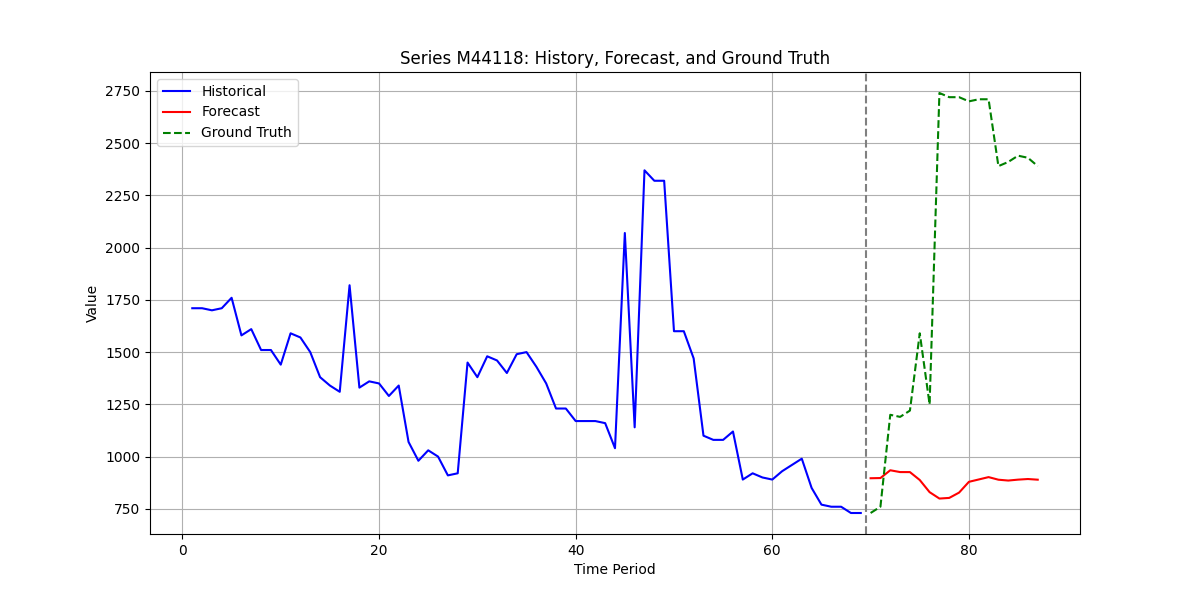 Series M44118: History, Forecast, and Ground Truth
Historical
Forecast
Ground Truth
2750
2500
2250
2000
1750
1500
1250
1000
750
Value
0 20 40 60 80
Time Period